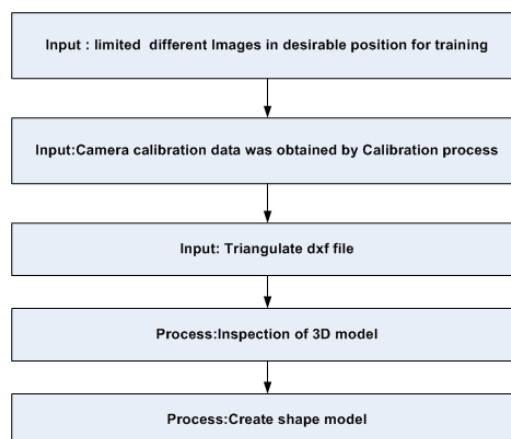 Input : limited different Images in desirable position for training
Input:Camera calibration data was obtained by Calibration process
Input: Triangulate dxf file
Process:Inspection of 3D model
Process:Create shape model